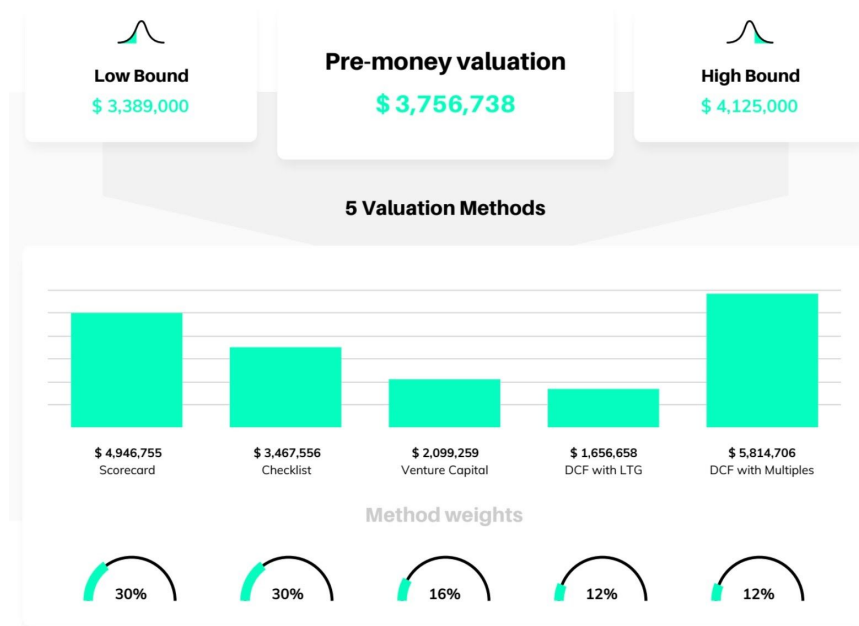 Low Bound
$ 3,389,000
Pre-money valuation
$ 3,756,738
High Bound
$ 4,125,000
5 Valuation Methods
$ 4,946,755
Scorecard
$ 3,467,556
Checklist
$ 2,099,259
Venture Capital
$ 1,656,658
DCF with LTG
$ 5,814,706
DCF with Multiples
Method weights
30%
30%
16%
12%
12%